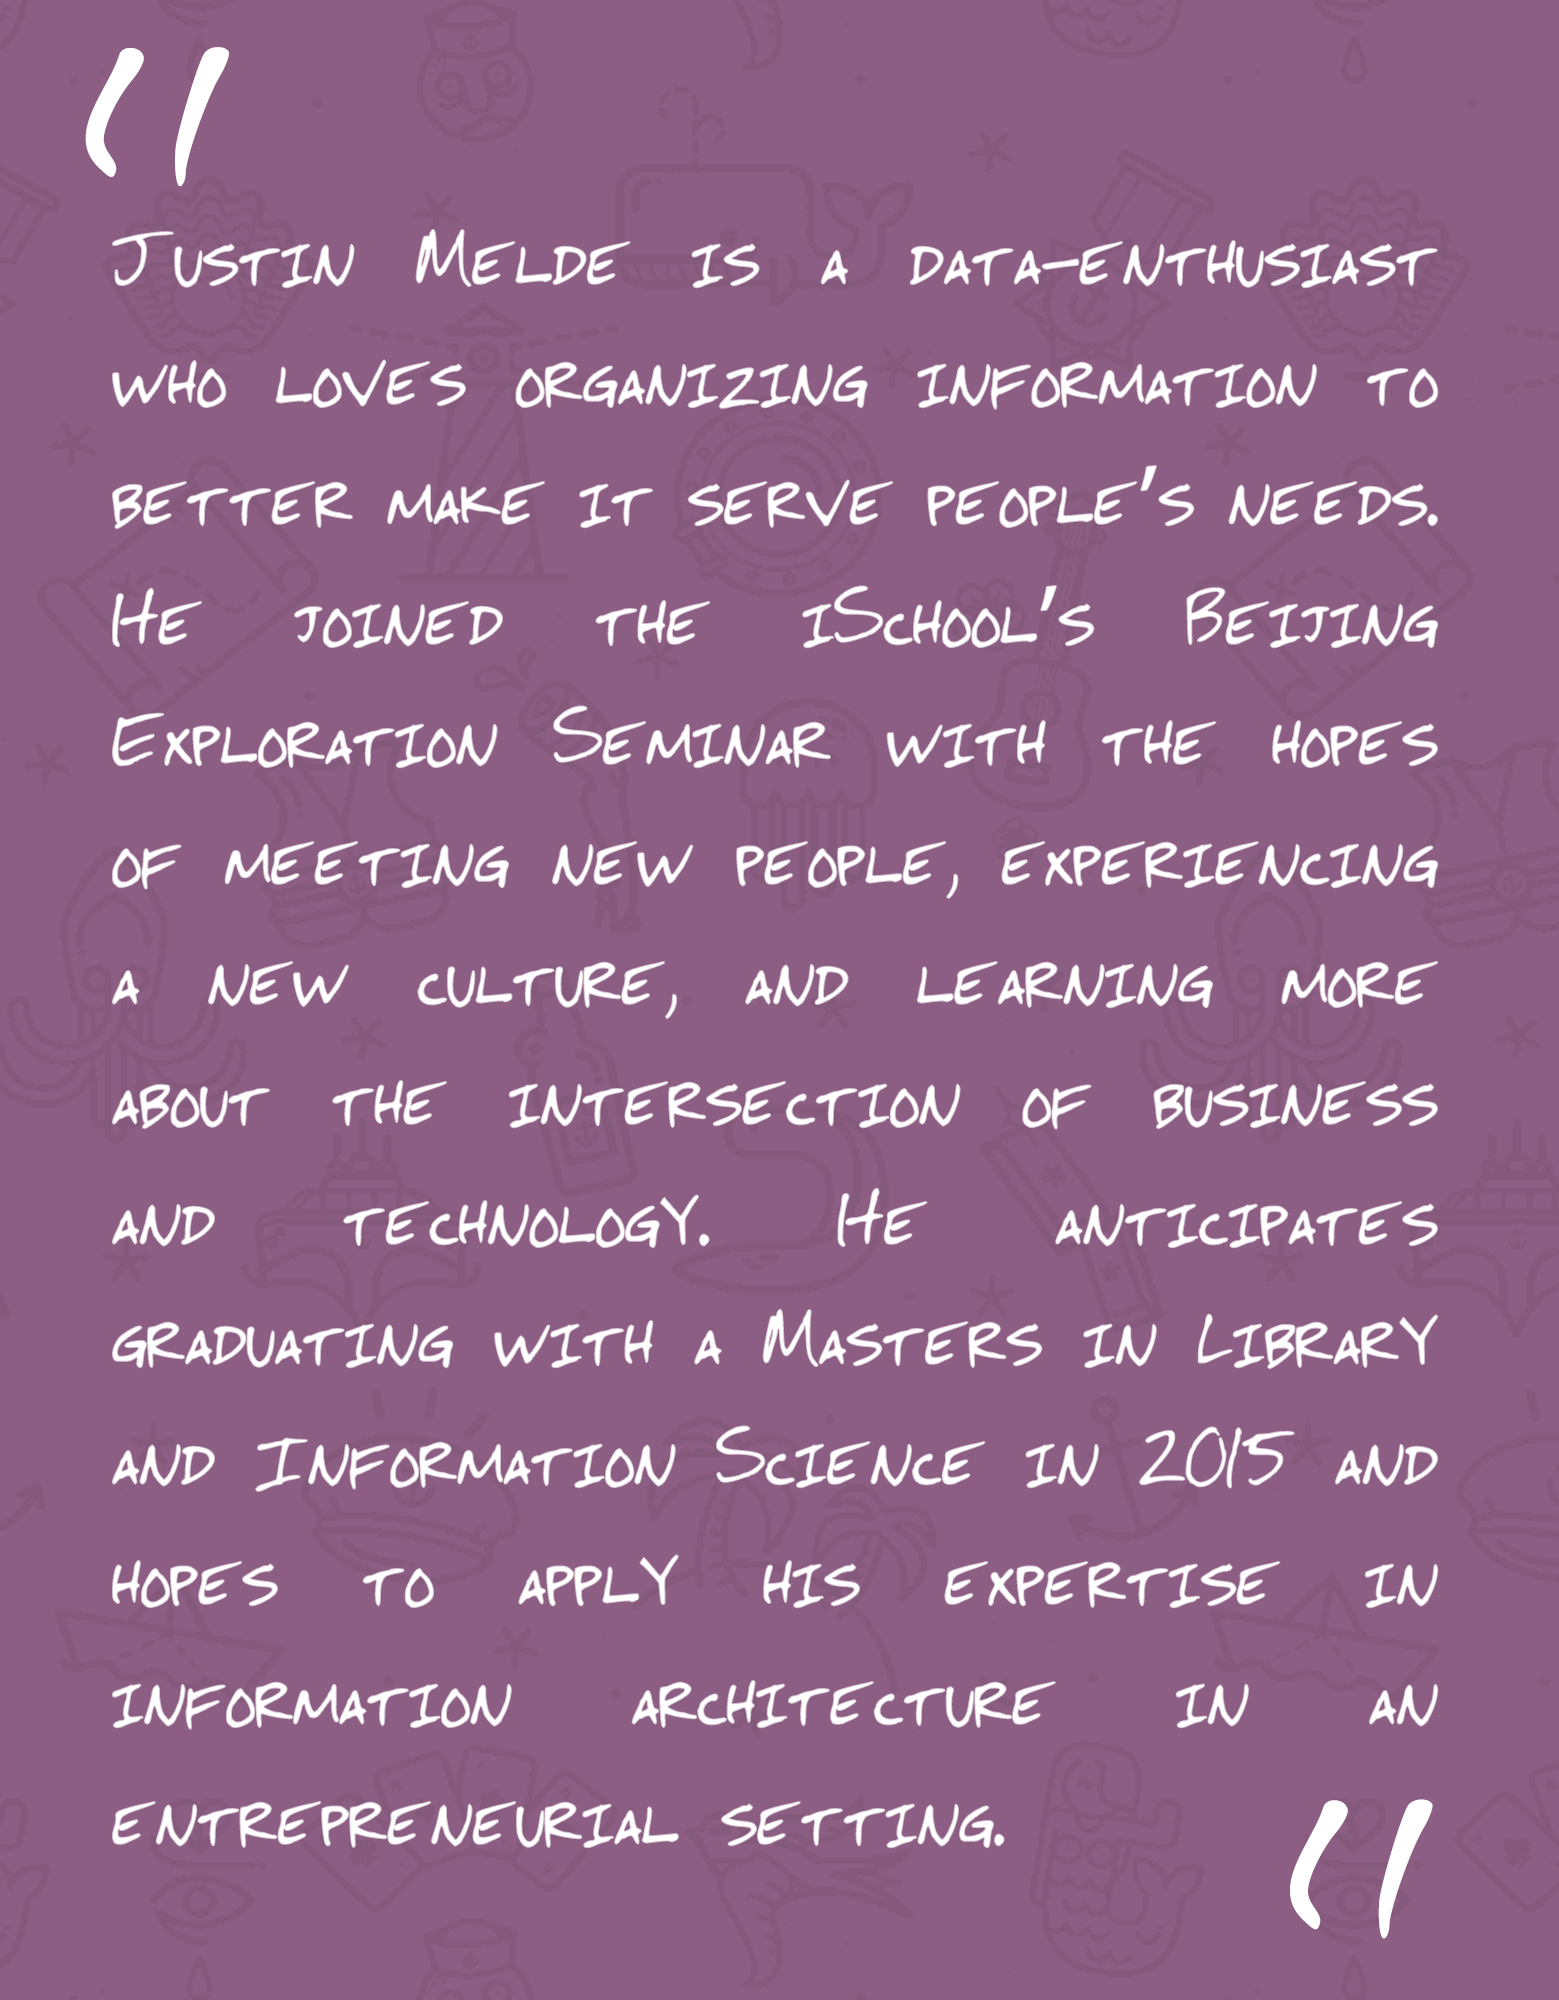 "
Justin Melde is a data-enthusiast
who loves organizing information to
better make it serve people's needs.
He joined the iSchool's Beijing
Exploration Seminar with the hopes
of meeting new people, experiencing
a new culture, and learning more
about the intersection of business
and technology. He anticipates
graduating with a Masters in Library
and Information Science in 2015 and
hopes to apply his expertise in
information architecture in an
entrepreneurial setting.
"